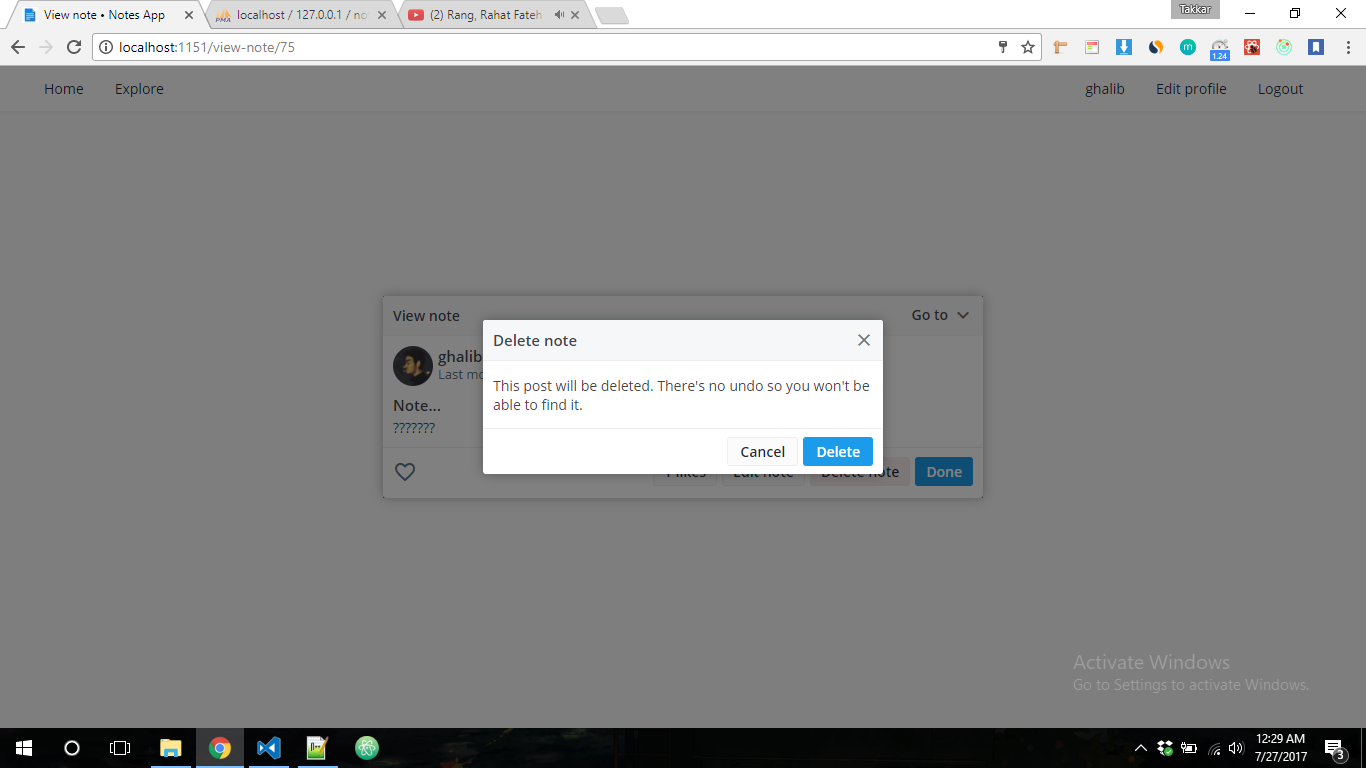 View note • Notes App
localhost / 127.0.0.1 / no
(2) Rang, Rahat Fateh
Takkar
localhost:1151/view-note/75
1.24
Home
Explore
ghalib
Edit profile
Logout
View note
Go to
Delete note
ghalib
Last mo
This post will be deleted. There's no undo so you won't be
able to find it.
Note...
???????
Cancel
Delete
likes
Edit note
Delete note
Done
Activate Windows
Go to Settings to activate Windows.
12:29 AM
7/27/2017
3